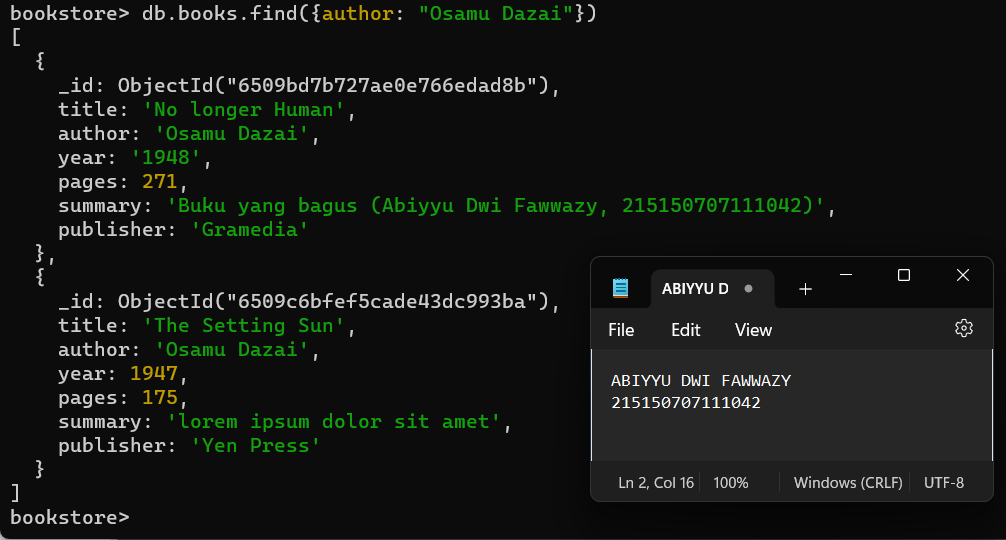 bookstore> db.books.find({author: "Osamu Dazai"})
[
  {
    _id: ObjectId("6509bd7b727ae0e766edad8b"),
    title: 'No longer Human',
    author: 'Osamu Dazai',
    year: '1948',
    pages: 271,
    summary: 'Buku yang bagus (Abiyyu Dwi Fawwazy, 215150707111042)',
    publisher: 'Gramedia'
  },
  {
    _id: ObjectId("6509c6bfef5cade43dc993ba"),
    title: 'The Setting Sun',
    author: 'Osamu Dazai',
    year: 1947,
    pages: 175,
    summary: 'lorem ipsum dolor sit amet',
    publisher: 'Yen Press'
  }
]
bookstore>
ABIYYU D
File Edit View
ABIYYU DWI FAWWAZY
215150707111042
Ln 2, Col 16 100% Windows (CRLF) UTF-8